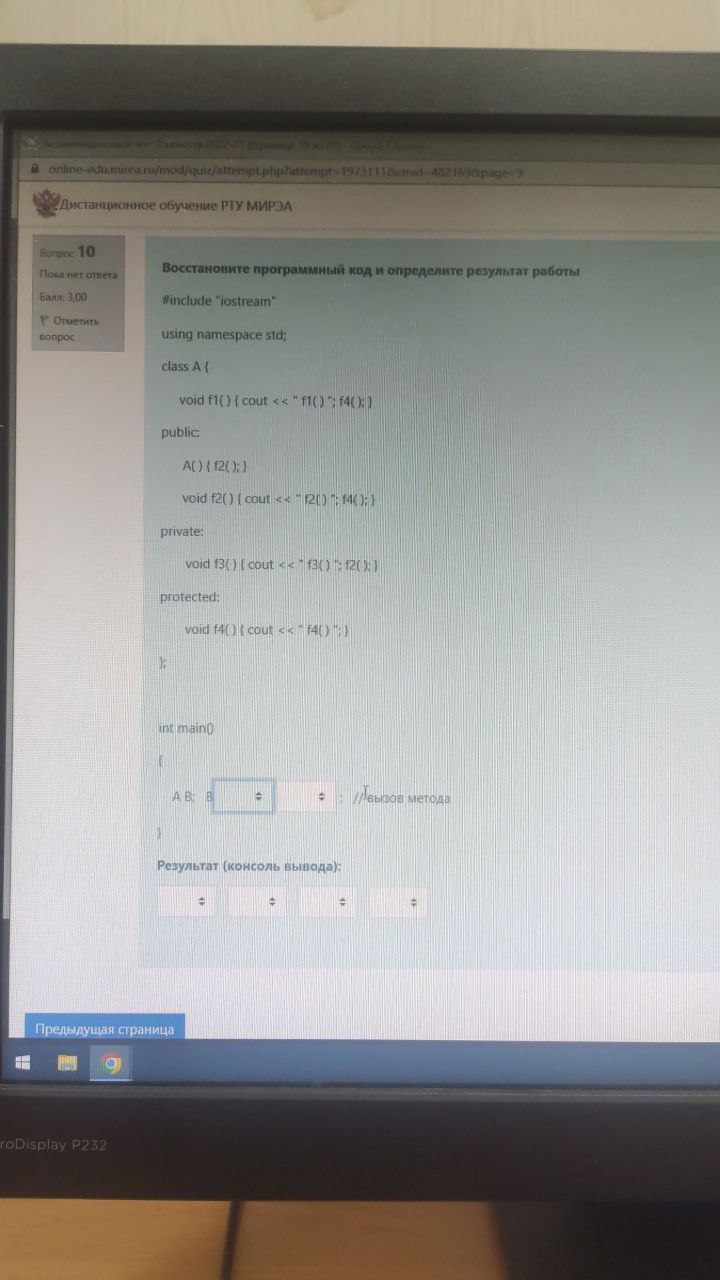 online-edu.mirea.ru/mod/quiz/attempt.php?attempt=1973111&cmid=482169&page=9
Дистанционное обучение РТУ МИРЭА
Вопрос 10
Пока нет ответа
Балл: 3,00
Отметить
вопрос
Восстановите программный код и определите результат работы
#include "iostream"
using namespace std;
class A {
void f1( ) { cout << " f1( ) "; f4( ); }
public:
A( ) { f2( ); }
void f2( ) { cout << " f2( ) "; f4( ); }
private:
void f3( ) { cout << " f3( ) "; f2( ); }
protected:
void f4( ) { cout << " f4( ) "; }
};
int main()
{
A B; B ; //вызов метода
}
Результат (консоль вывода):
Предыдущая страница
roDisplay P232